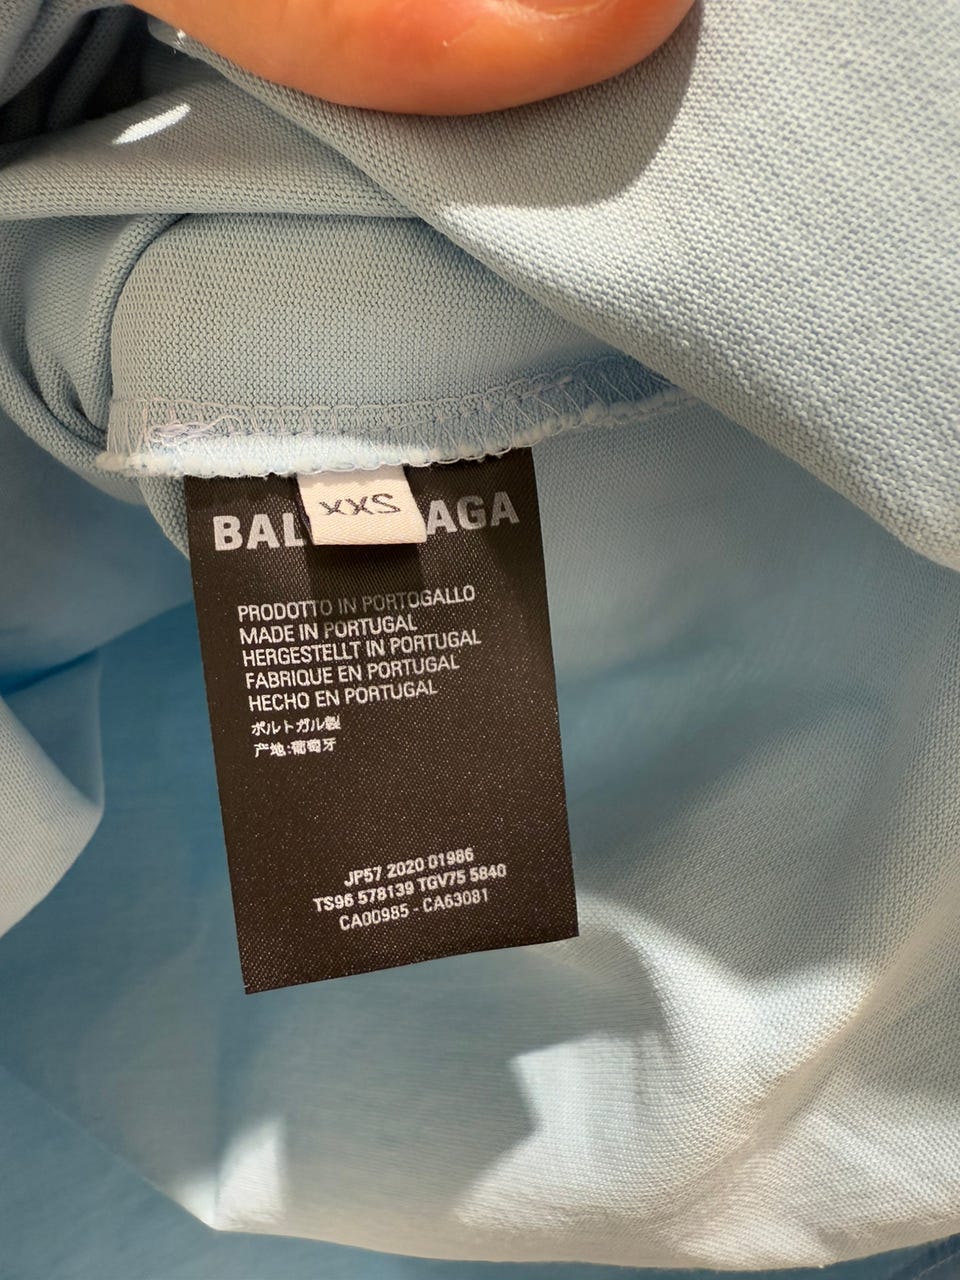 XXS
BAL AGA
PRODOTTO IN PORTOGALLO
MADE IN PORTUGAL
HERGESTELLT IN PORTUGAL
FABRIQUE EN PORTUGAL
HECHO EN PORTUGAL
ポルトガル製
产地:葡萄牙
JP57 2020 01986
TS96 578139 TGV75 5840
CA00985 - CA63081